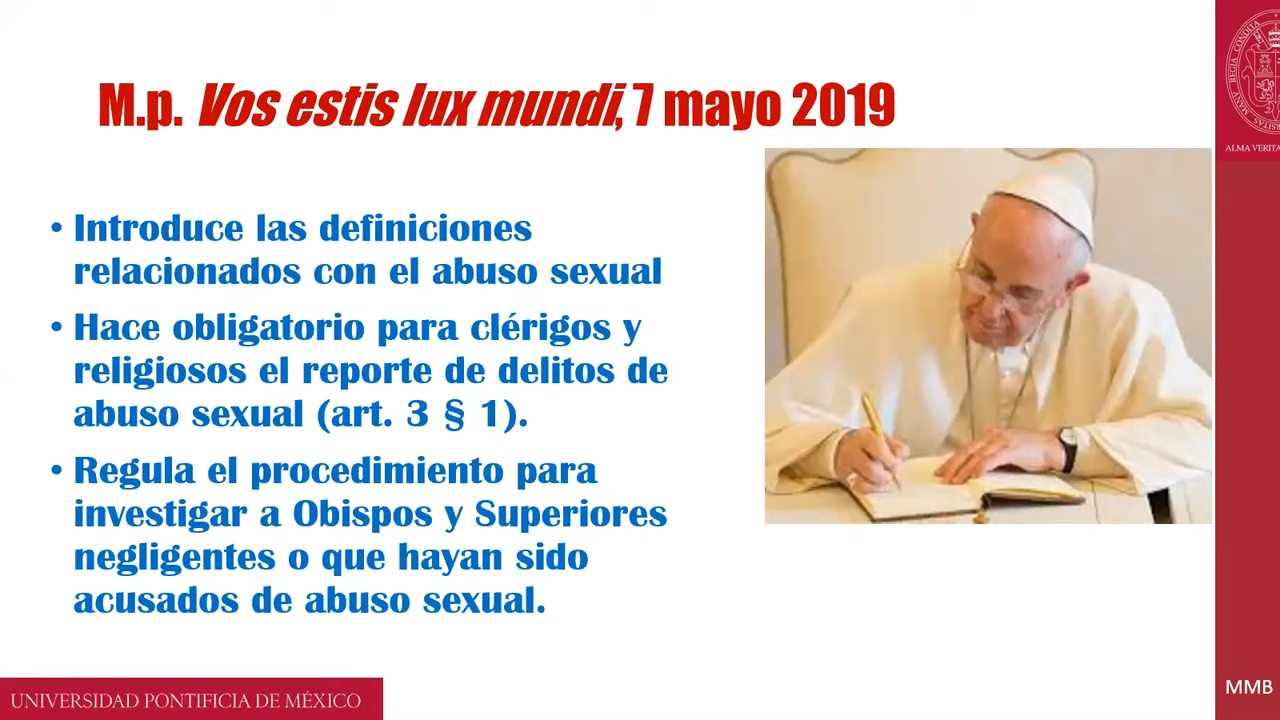 M.p. Vos estis lux mundi, 7 mayo 2019
• Introduce las definiciones
relacionados con el abuso sexual
• Hace obligatorio para clérigos y
religiosos el reporte de delitos de
abuso sexual (art. 3 § 1).
• Regula el procedimiento para
investigar a Obispos y Superiores
negligentes o que hayan sido
acusados de abuso sexual.
ALMA VERITA
UNIVERSIDAD PONTIFICIA DE MÉXICO
MMB